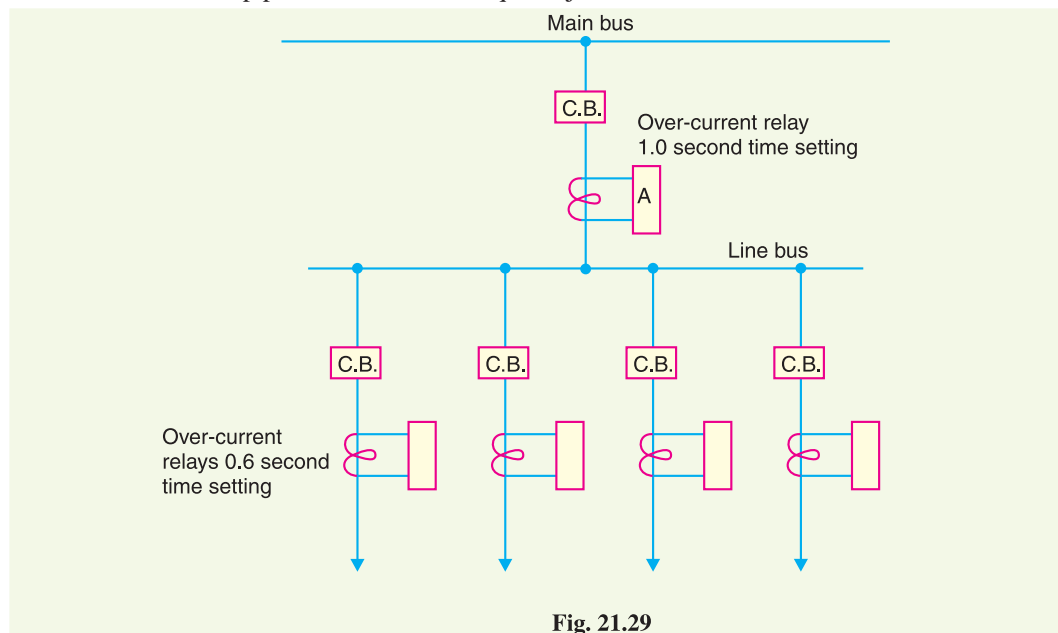 Main bus
C.B.
Over-current relay
1.0 second time setting
A
Line bus
C.B.
C.B.
C.B.
C.B.
Over-current
relays 0.6 second
time setting
Fig. 21.29